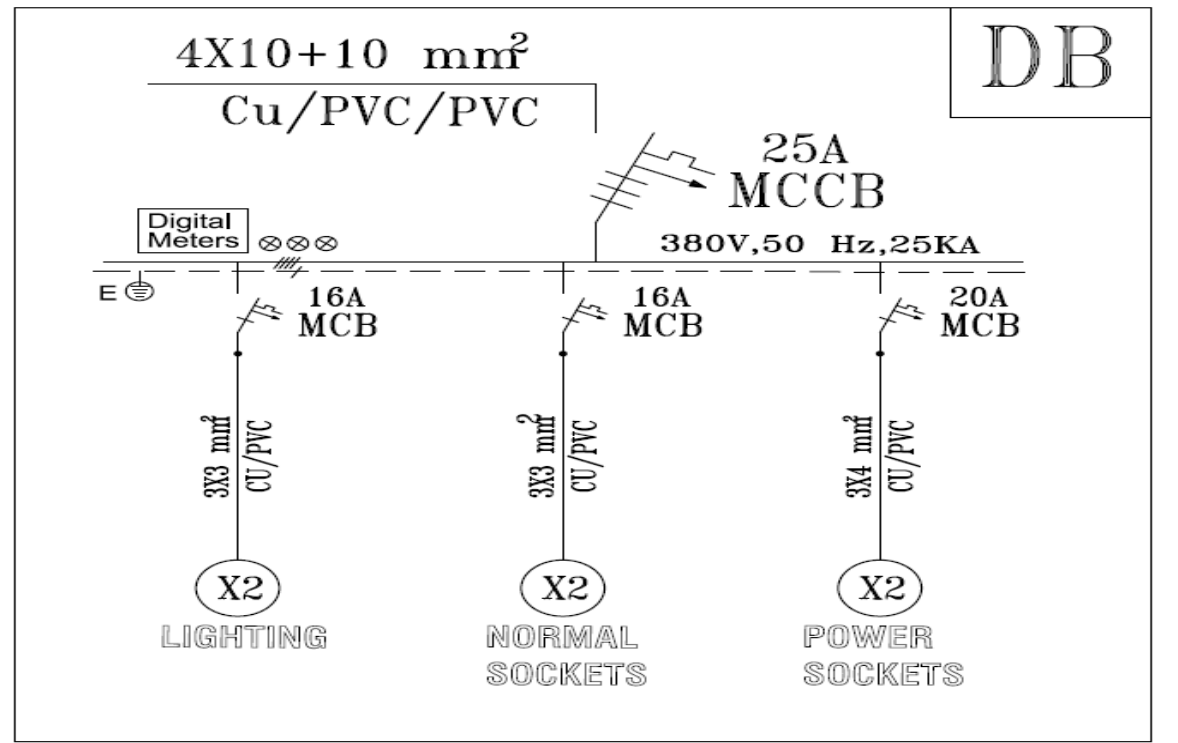 4X10+10 mm²
Cu/PVC/PVC
DB
25A
MCCB
Digital
Meters
380V,50 Hz,25KA
E
16A
MCB
16A
MCB
20A
MCB
3X3 mm²
CU/PVC
3X3 mm²
CU/PVC
3X4 mm²
CU/PVC
X2
X2
X2
LIGHTING
NORMAL
SOCKETS
POWER
SOCKETS